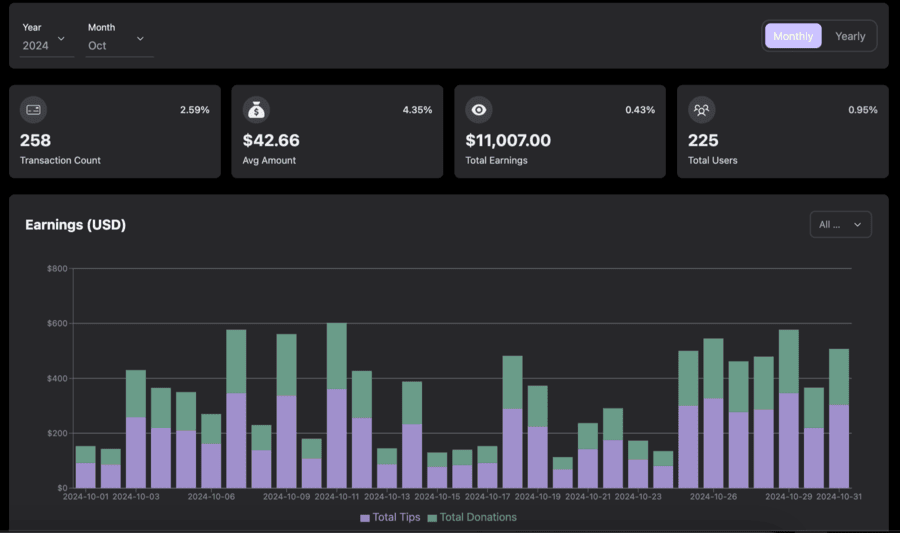 Year Month
2024 Oct
Monthly Yearly
2.59% 4.35% 0.43% 0.95%
258 $42.66 $11,007.00 225
Transaction Count Avg Amount Total Earnings Total Users
Earnings (USD)
All ...
$800
$600
$400
$200
$0
2024-10-01 2024-10-03 2024-10-06 2024-10-09 2024-10-11 2024-10-13 2024-10-15 2024-10-17 2024-10-19 2024-10-21 2024-10-23 2024-10-26 2024-10-29 2024-10-31
Total Tips Total Donations